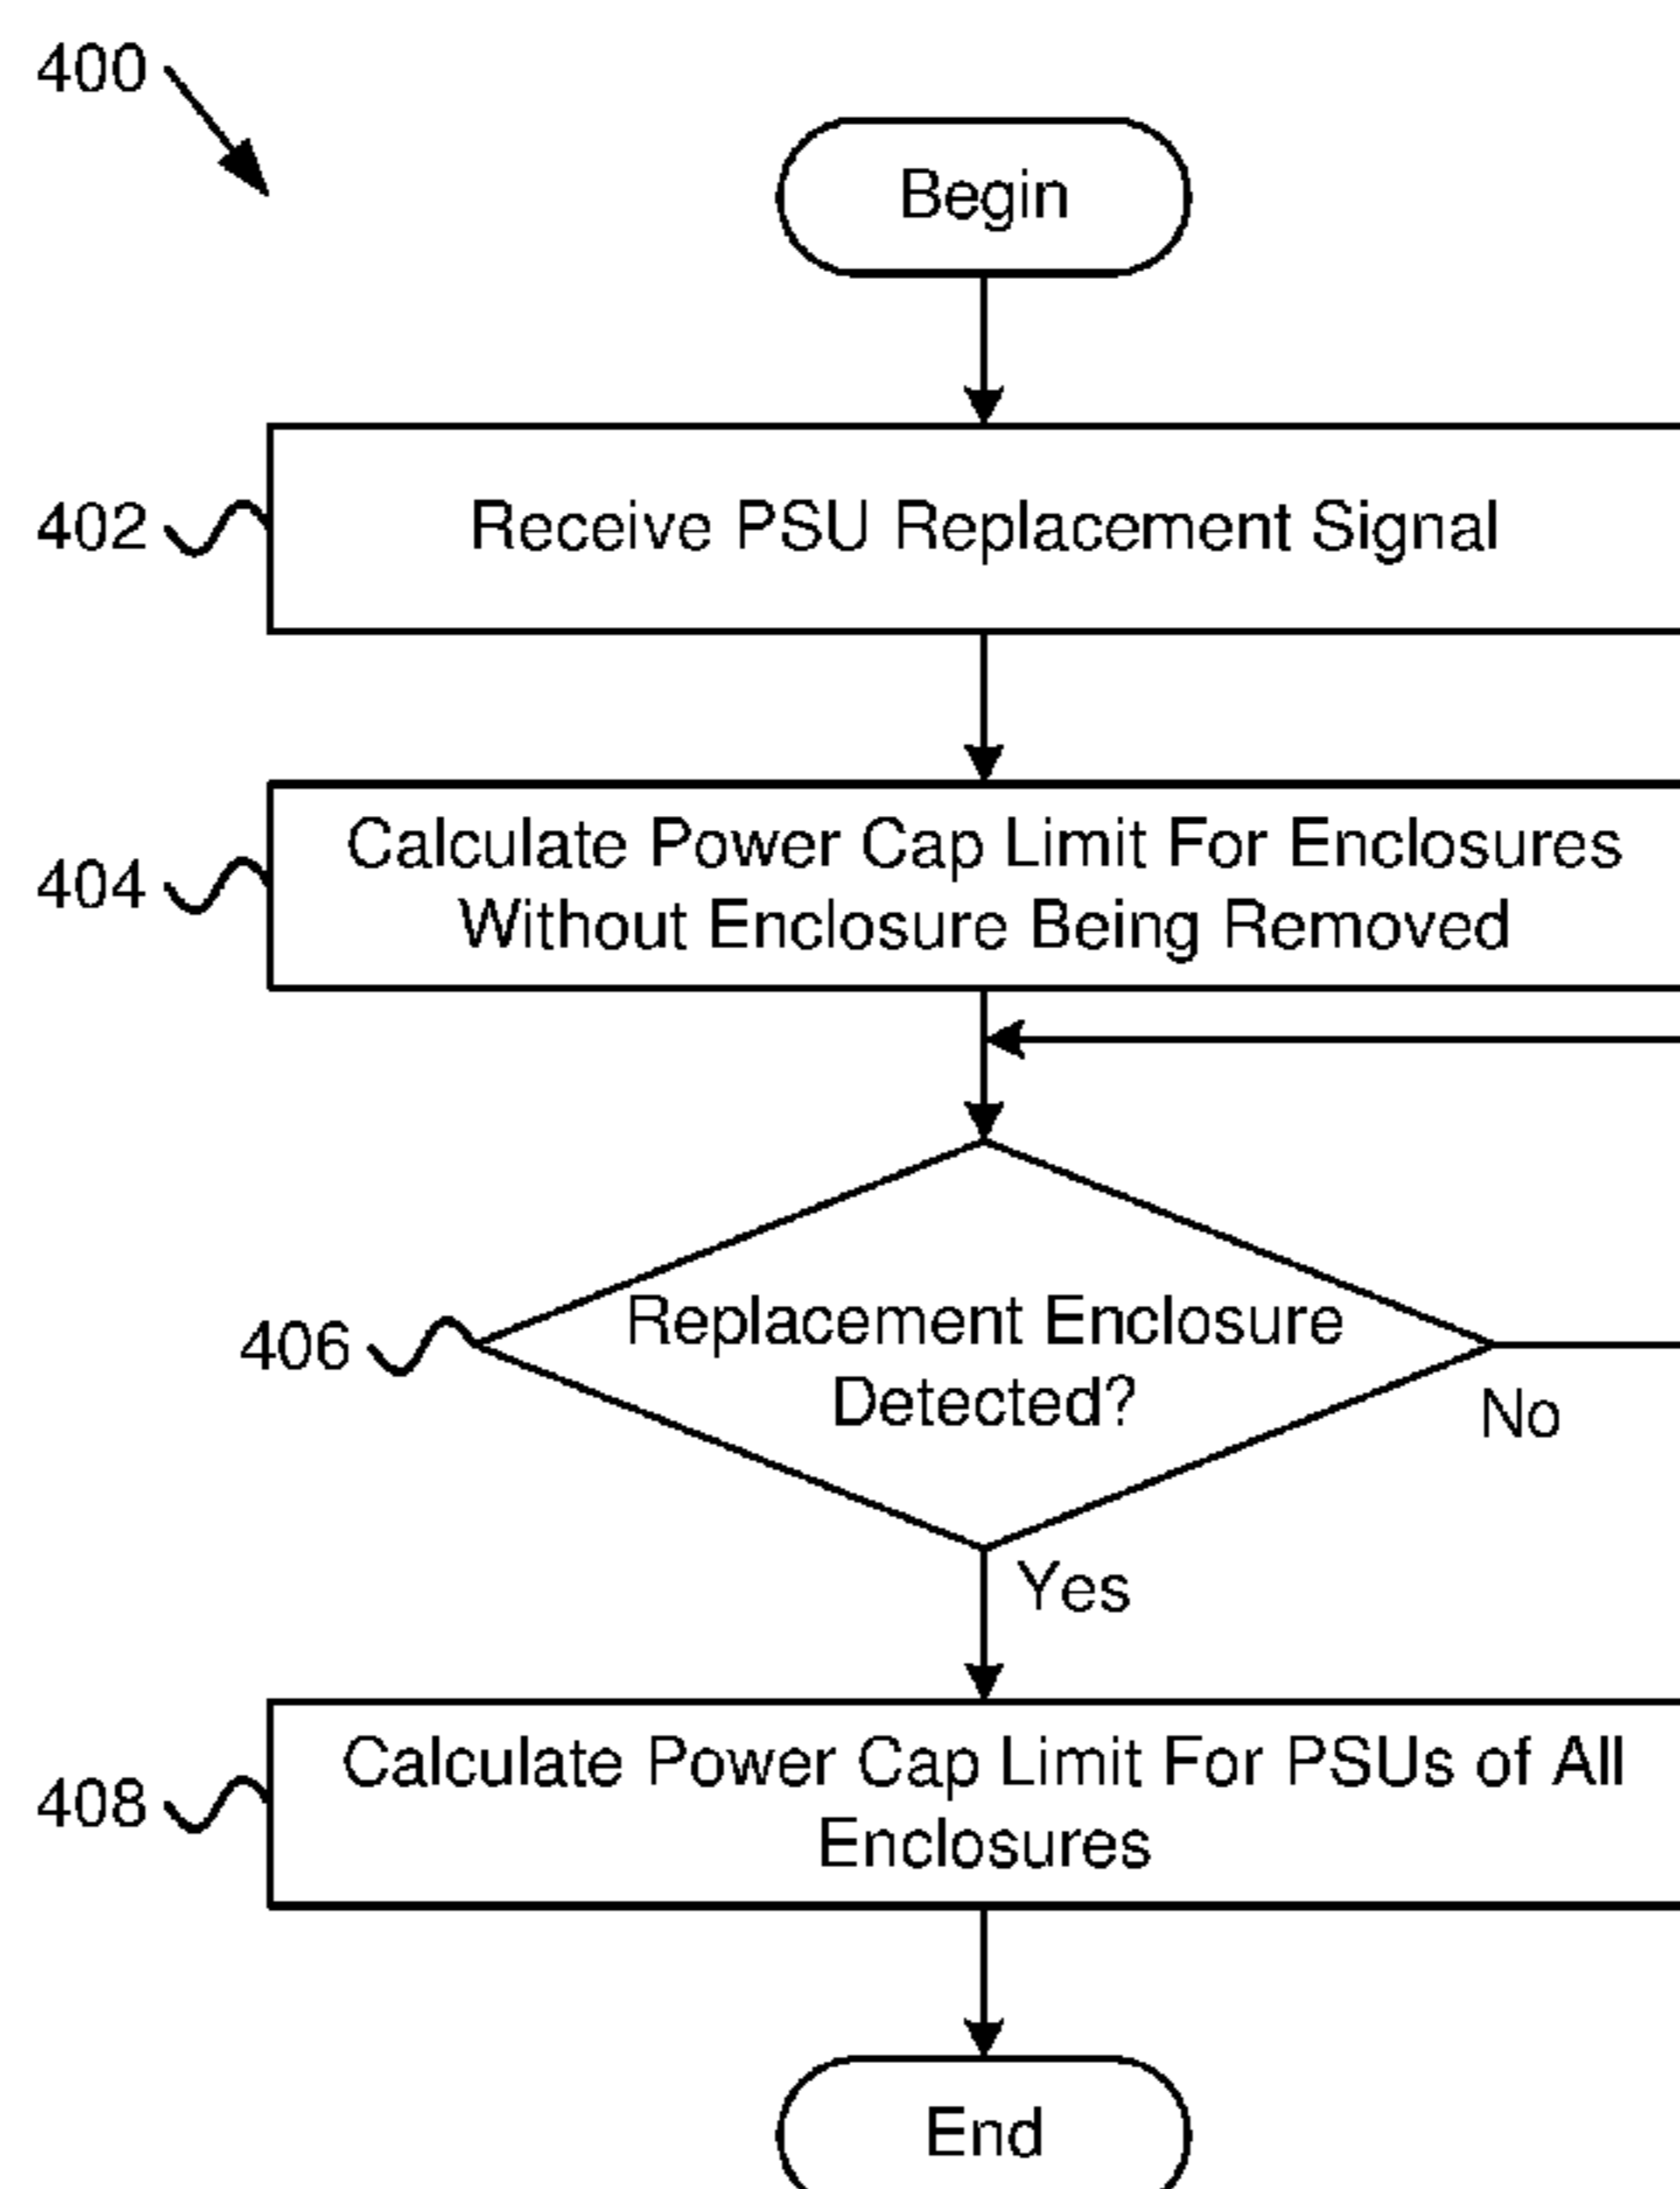 400
Begin
402
Receive PSU Replacement Signal
404
Calculate Power Cap Limit For Enclosures
Without Enclosure Being Removed
406
Replacement Enclosure
Detected?
No
Yes
408
Calculate Power Cap Limit For PSUs of All
Enclosures
End